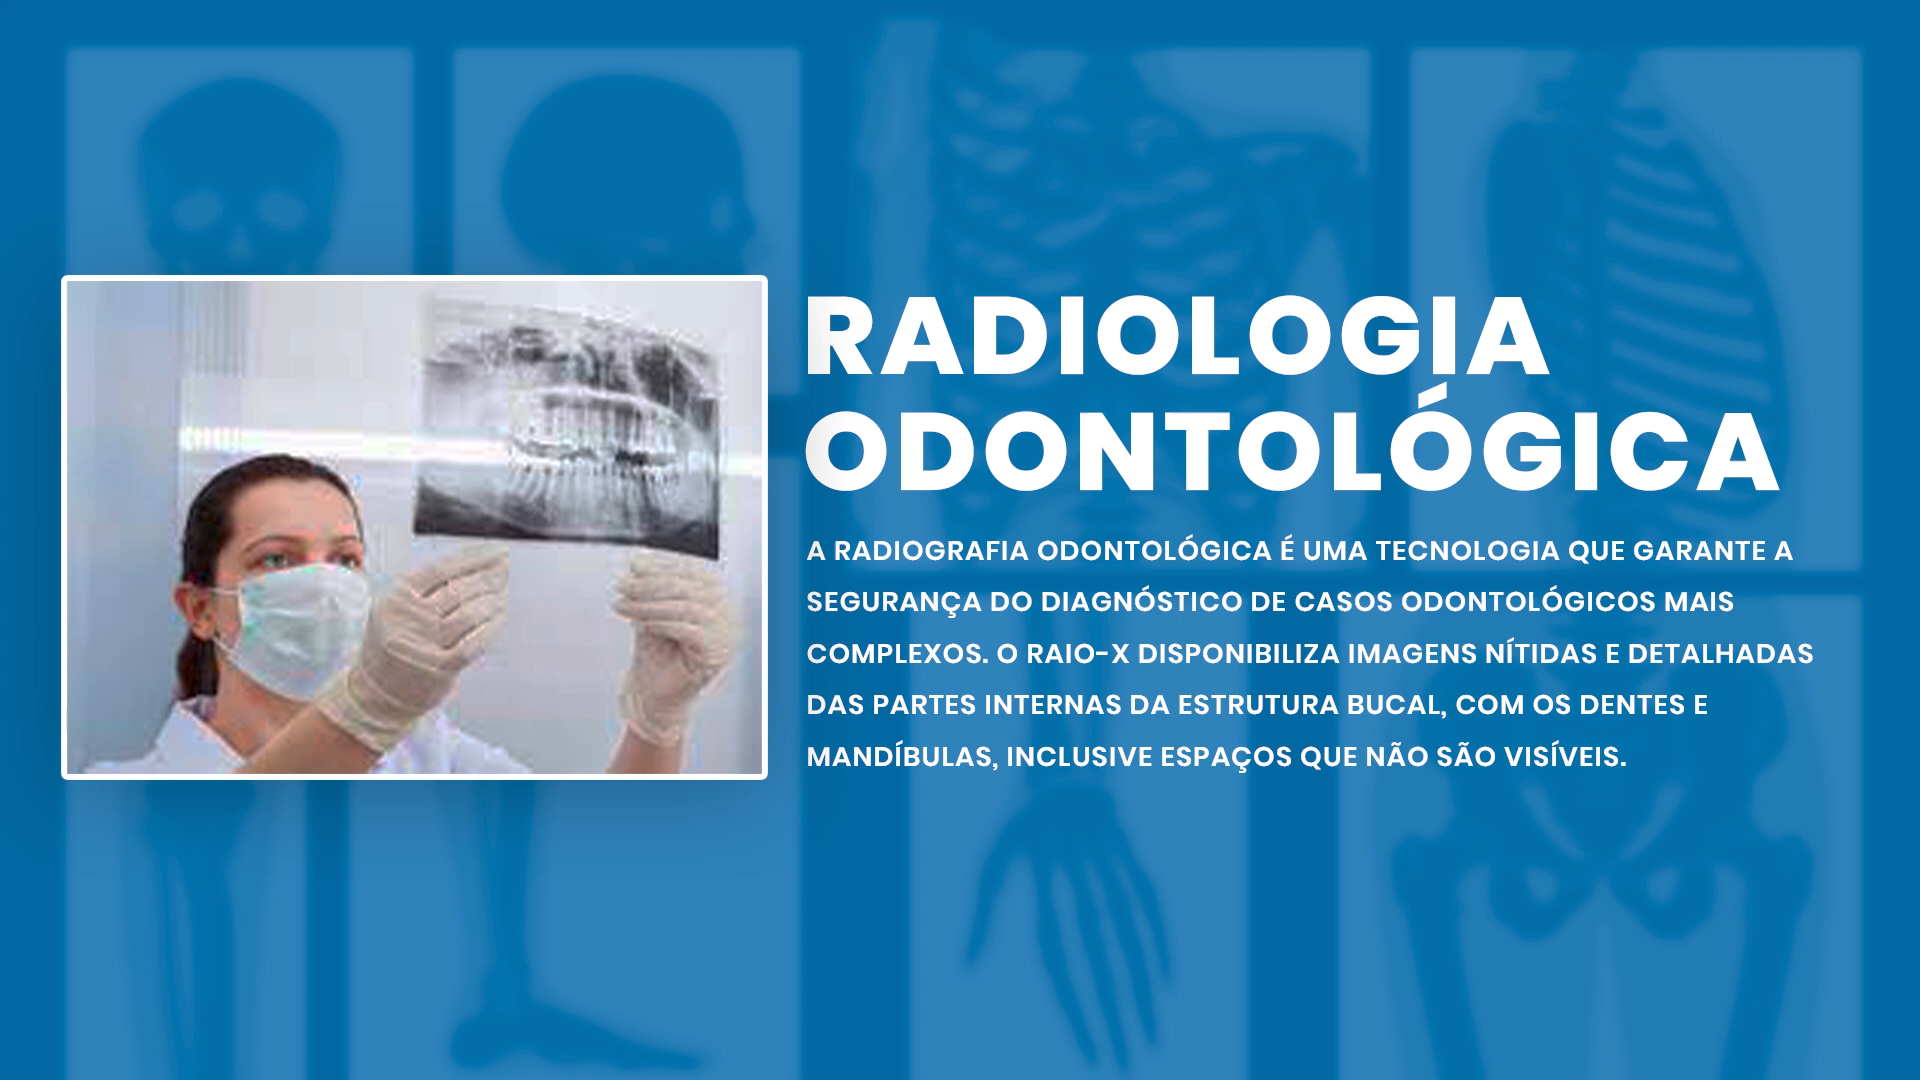 RADIOLOGIA
ODONTOLÓGICA
A RADIOGRAFIA ODONTOLÓGICA É UMA TECNOLOGIA QUE GARANTE A
SEGURANÇA DO DIAGNÓSTICO DE CASOS ODONTOLÓGICOS MAIS
COMPLEXOS. O RAIO-X DISPONIBILIZA IMAGENS NÍTIDAS E DETALHADAS
DAS PARTES INTERNAS DA ESTRUTURA BUCAL, COM OS DENTES E
MANDÍBULAS, INCLUSIVE ESPAÇOS QUE NÃO SÃO VISÍVEIS.